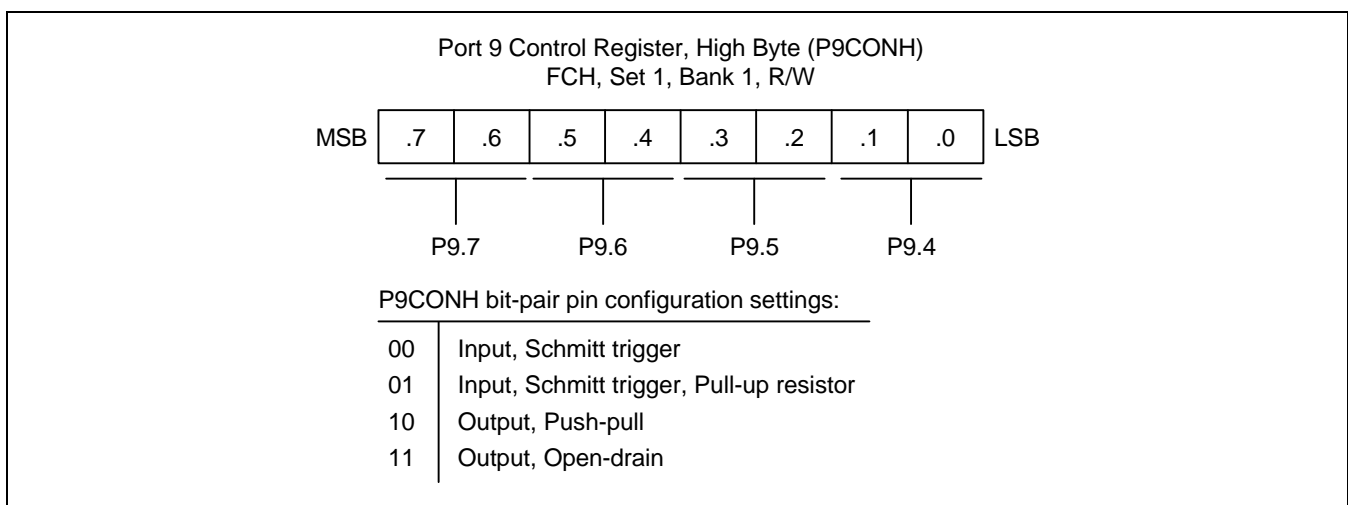 Port 9 Control Register, High Byte (P9CONH)
FCH, Set 1, Bank 1, R/W
MSB .7 .6 .5 .4 .3 .2 .1 .0 LSB
P9.7 P9.6 P9.5 P9.4
P9CONH bit-pair pin configuration settings:
00 Input, Schmitt trigger
01 Input, Schmitt trigger, Pull-up resistor
10 Output, Push-pull
11 Output, Open-drain